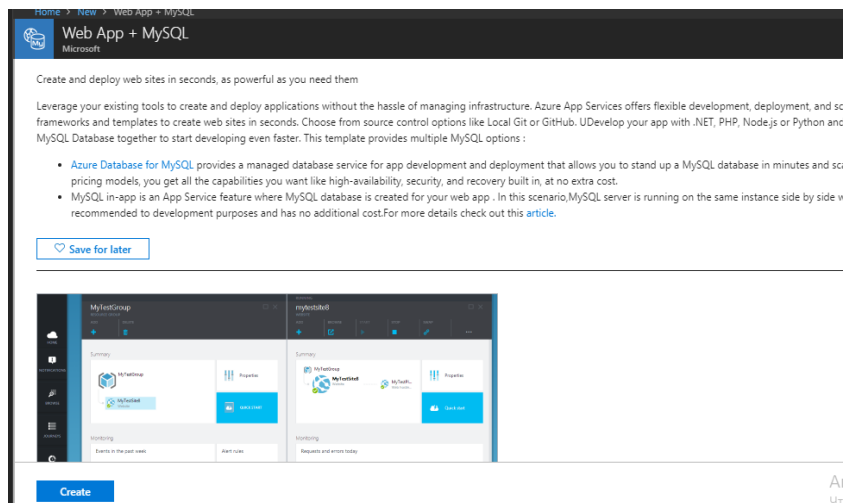 Home > New > Web App + MySQL
Web App + MySQL
Microsoft
Create and deploy web sites in seconds, as powerful as you need them
Leverage your existing tools to create and deploy applications without the hassle of managing infrastructure. Azure App Services offers flexible development, deployment, and sc
frameworks and templates to create web sites in seconds. Choose from source control options like Local Git or GitHub. UDevelop your app with .NET, PHP, Node.js or Python and
MySQL Database together to start developing even faster. This template provides multiple MySQL options :
• Azure Database for MySQL provides a managed database service for app development and deployment that allows you to stand up a MySQL database in minutes and sca
pricing models, you get all the capabilities you want like high-availability, security, and recovery built in, at no extra cost.
• MySQL in-app is an App Service feature where MySQL database is created for your web app . In this scenario,MySQL server is running on the same instance side by side w
recommended to development purposes and has no additional cost.For more details check out this article.
Save for later
MyTestGroup
mytestsite8
Summary
Summary
MyTestGroup
Properties
MyTestSite8
Quick start
MyTestGroup
MyTestSite8
MyTestPl...
Properties
Quick start
Monitoring
Monitoring
Events in the past week
Alert rules
Requests and errors today
Create